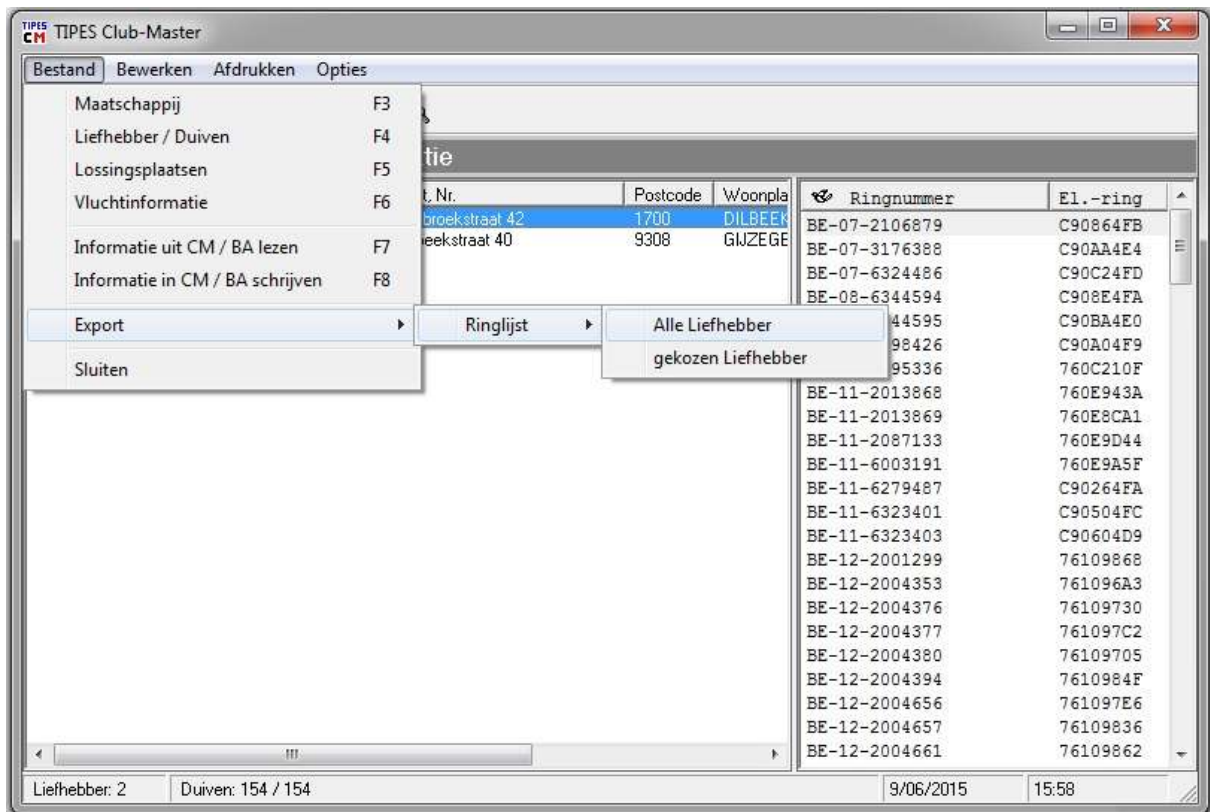 TIPES CM TIPES Club-Master
Bestand Bewerken Afdrukken Opties
Maatschappij F3
Liefhebber / Duiven F4
Lossingsplaatsen F5
Vluchtinformatie F6
Informatie uit CM / BA lezen F7
Informatie in CM / BA schrijven F8
Export Ringlijst Alle Liefhebber
gekozen Liefhebber
Sluiten
tie
t, Nr. Postcode Woonpla
broekstraat 42 1700 DILBEEK
eekstraat 40 9308 GIJZEGE
Ringnummer El.-ring
BE-07-2106879 C90864FB
BE-07-3176388 C90AA4E4
BE-07-6324486 C90C24FD
BE-08-6344594 C908E4FA
44595 C90BA4E0
98426 C90A04F9
95336 760C210F
BE-11-2013868 760E943A
BE-11-2013869 760E8CA1
BE-11-2087133 760E9D44
BE-11-6003191 760E9A5F
BE-11-6279487 C90264FA
BE-11-6323401 C90504FC
BE-11-6323403 C90604D9
BE-12-2001299 76109868
BE-12-2004353 761096A3
BE-12-2004376 76109730
BE-12-2004377 761097C2
BE-12-2004380 76109705
BE-12-2004394 7610984F
BE-12-2004656 761097E6
BE-12-2004657 76109836
BE-12-2004661 76109862
Liefhebber: 2 Duiven: 154 / 154 9/06/2015 15:58